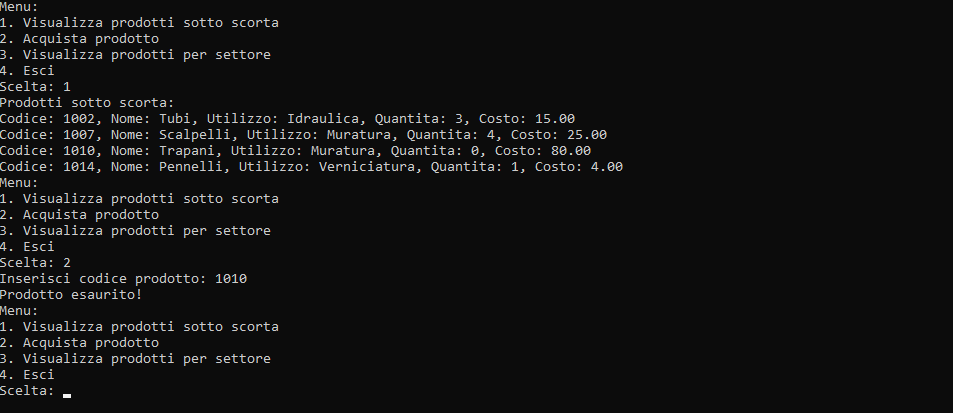 Menu:
1. Visualizza prodotti sotto scorta
2. Acquista prodotto
3. Visualizza prodotti per settore
4. Esci
Scelta: 1
Prodotti sotto scorta:
Codice: 1002, Nome: Tubi, Utilizzo: Idraulica, Quantita: 3, Costo: 15.00
Codice: 1007, Nome: Scalpelli, Utilizzo: Muratura, Quantita: 4, Costo: 25.00
Codice: 1010, Nome: Trapani, Utilizzo: Muratura, Quantita: 0, Costo: 80.00
Codice: 1014, Nome: Pennelli, Utilizzo: Verniciatura, Quantita: 1, Costo: 4.00
Menu:
1. Visualizza prodotti sotto scorta
2. Acquista prodotto
3. Visualizza prodotti per settore
4. Esci
Scelta: 2
Inserisci codice prodotto: 1010
Prodotto esaurito!
Menu:
1. Visualizza prodotti sotto scorta
2. Acquista prodotto
3. Visualizza prodotti per settore
4. Esci
Scelta: